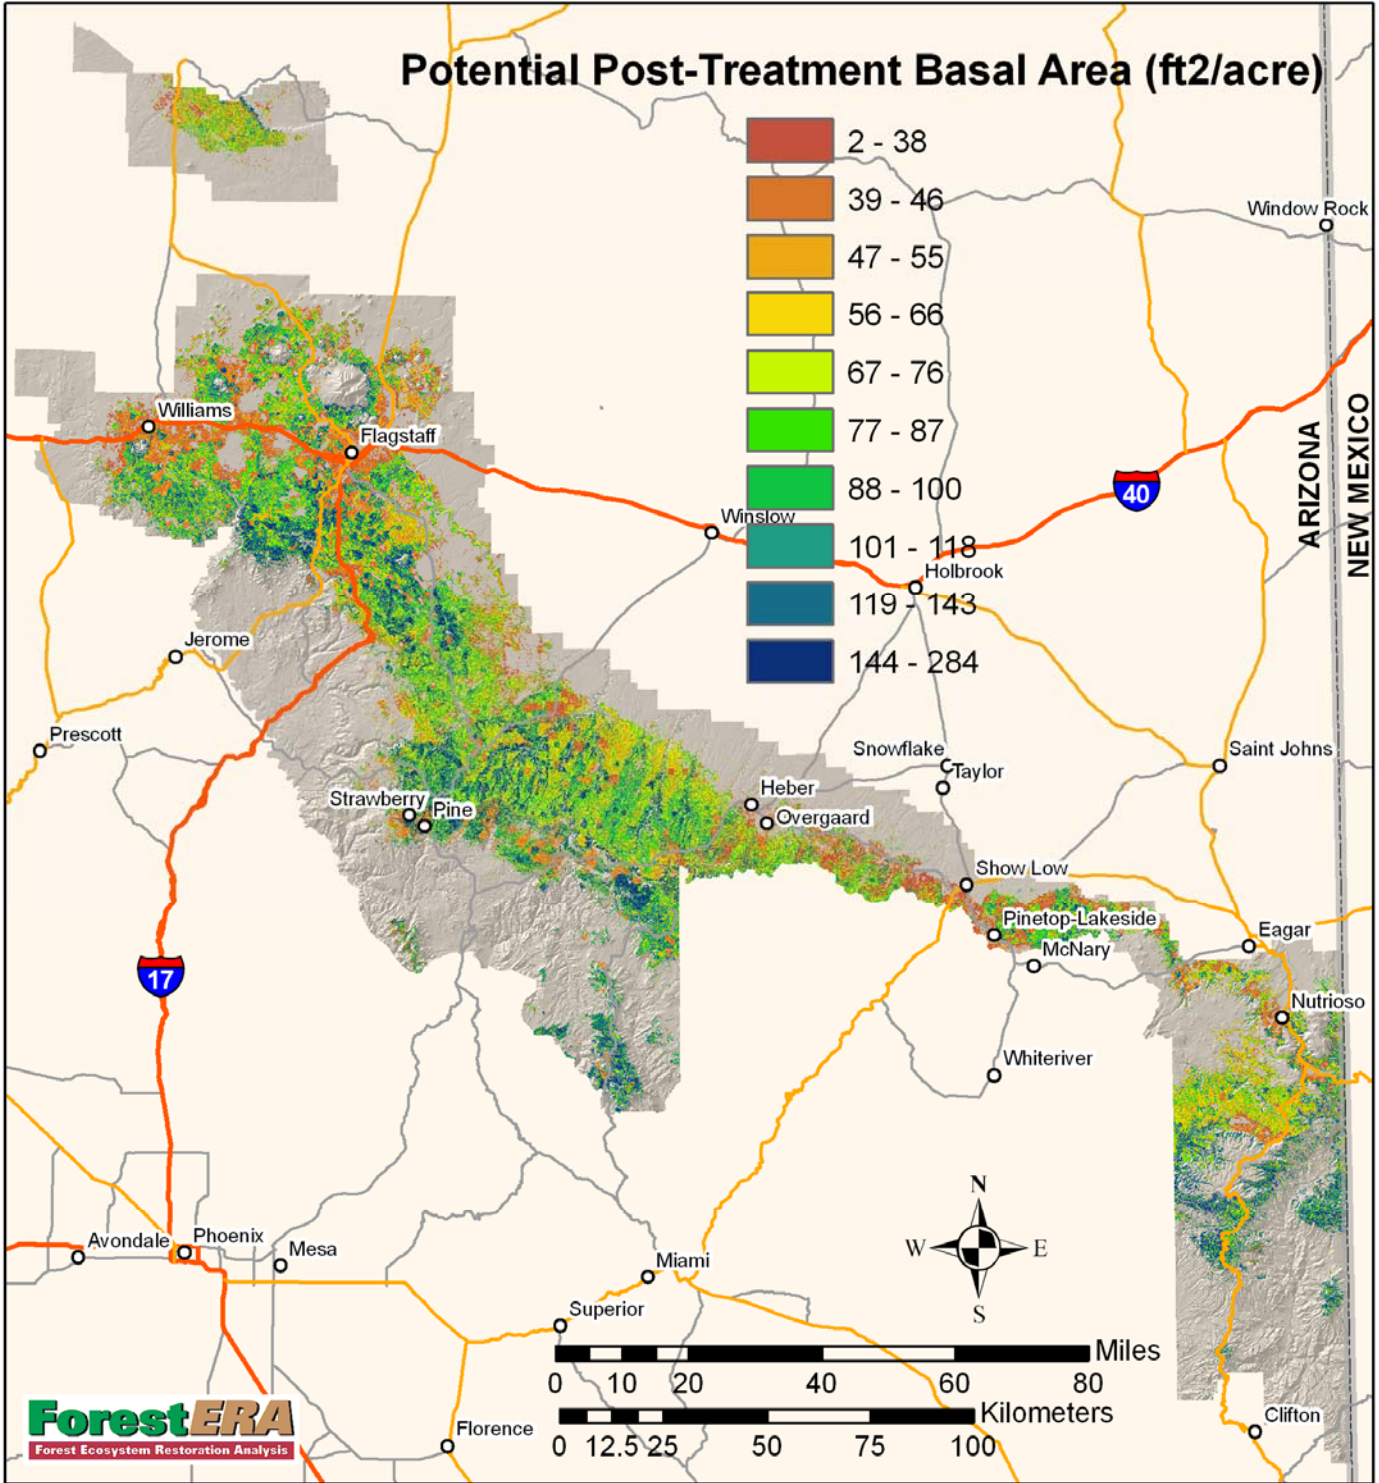 Potential Post-Treatment Basal Area (ft2/acre)
2 - 38
39 - 46
47 - 55
56 - 66
67 - 76
77 - 87
88 - 100
101 - 118
119 - 143
144 - 284
Window Rock
Williams
Flagstaff
ARIZONA
NEW MEXICO
40
Winslow
Holbrook
Jerome
Prescott
Snowflake
Taylor
Saint Johns
Strawberry
Pine
Heber
Overgaard
Show Low
Pinetop-Lakeside
McNary
Eagar
17
Nutrioso
Whiteriver
N
W
E
S
Avondale
Phoenix
Mesa
Miami
Superior
Miles
0 10 20 40 60 80
Kilometers
0 12.5 25 50 75 100
Florence
Clifton
ForestERA
Forest Ecosystem Restoration Analysis